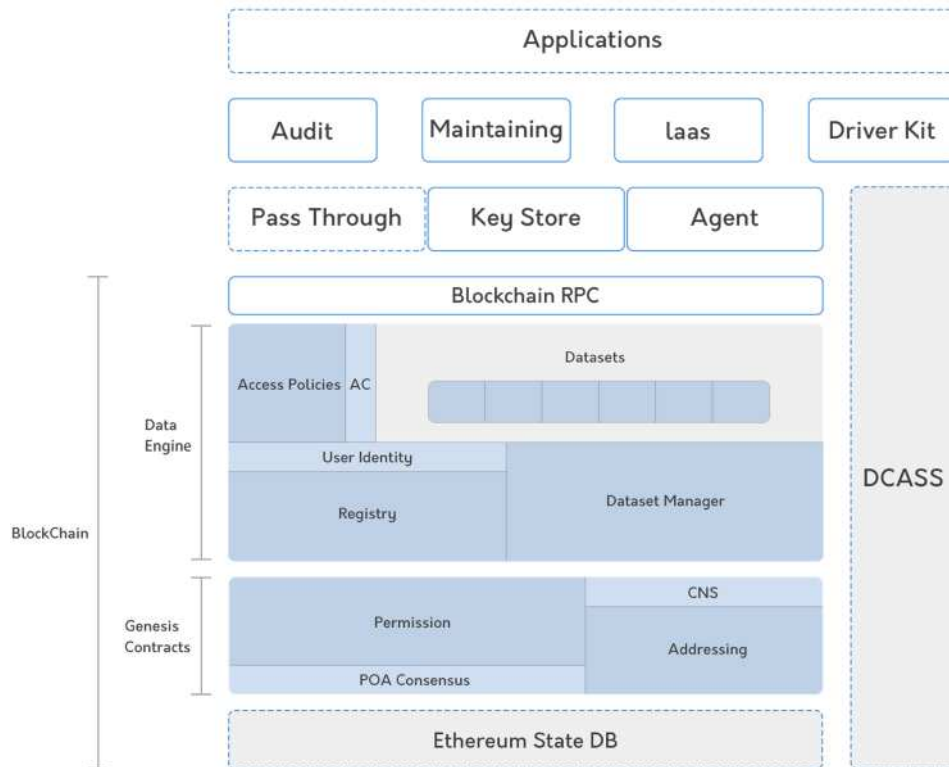 Applications
Audit
Maintaining
laas
Driver Kit
Pass Through
Key Store
Agent
Blockchain RPC
Access Policies
AC
Datasets
Data
Engine
User Identity
Registry
Dataset Manager
DCASS
BlockChain
CNS
Permission
Genesis
Contracts
Addressing
POA Consensus
Ethereum State DB